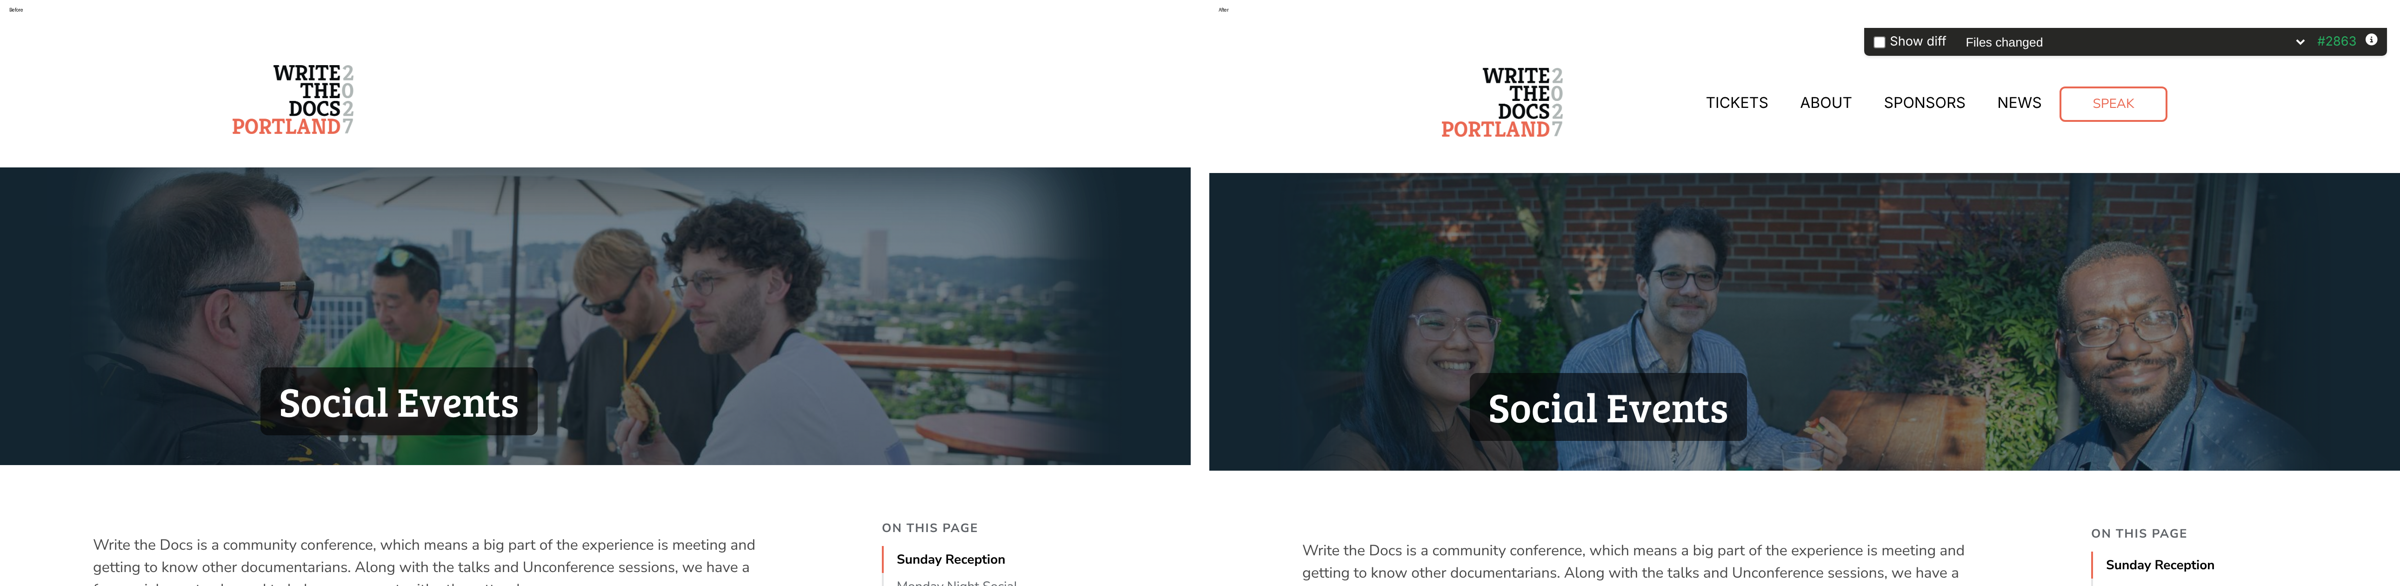 Before
WRITE 2
THE 0
DOCS 2
PORTLAND 7
Social Events
Write the Docs is a community conference, which means a big part of the experience is meeting and
getting to know other documentarians. Along with the talks and Unconference sessions, we have a
ON THIS PAGE
Sunday Reception
Monday Night Social
After
Show diff Files changed #2863
WRITE 2
THE 0
DOCS 2
PORTLAND 7
TICKETS ABOUT SPONSORS NEWS SPEAK
Social Events
Write the Docs is a community conference, which means a big part of the experience is meeting and
getting to know other documentarians. Along with the talks and Unconference sessions, we have a
ON THIS PAGE
Sunday Reception